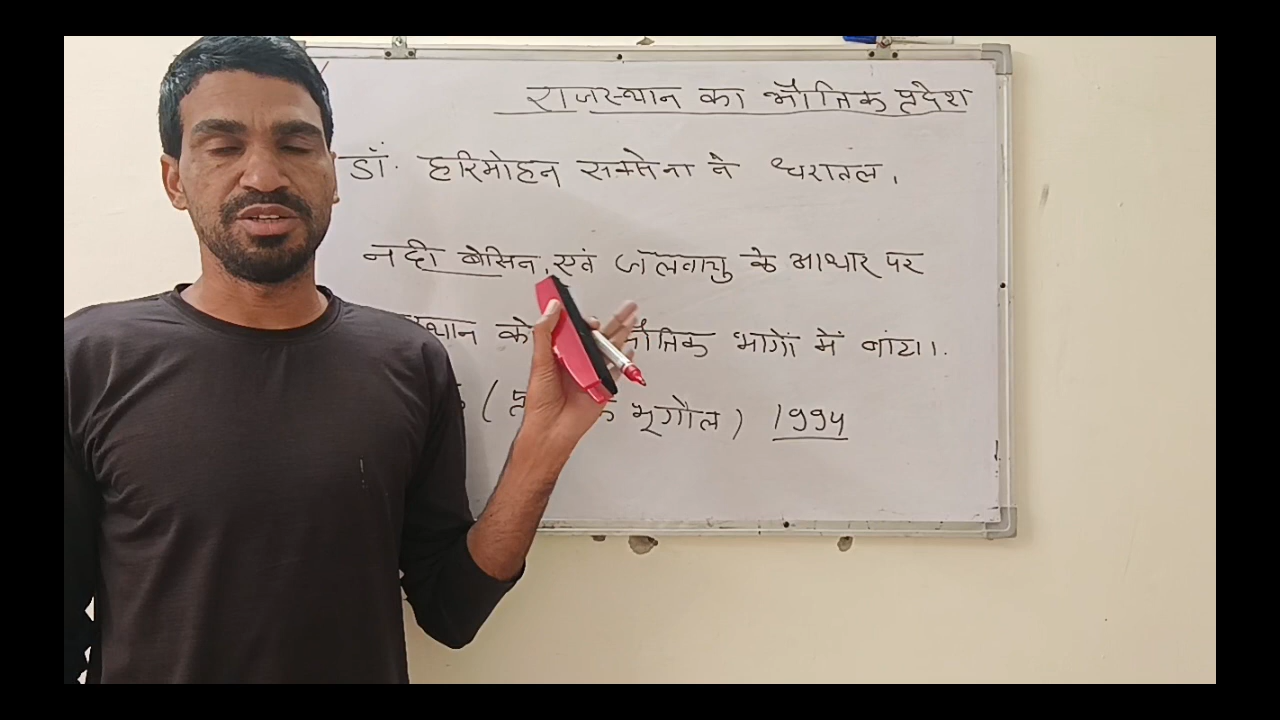 राजस्थान का भौतिक प्रदेश
डॉ. हरिमोहन सक्सेना ने धरातल,
नदी बेसिन, एवं जलवायु के आधार पर
को भागों में बांटा।
( भूगोल) 1994